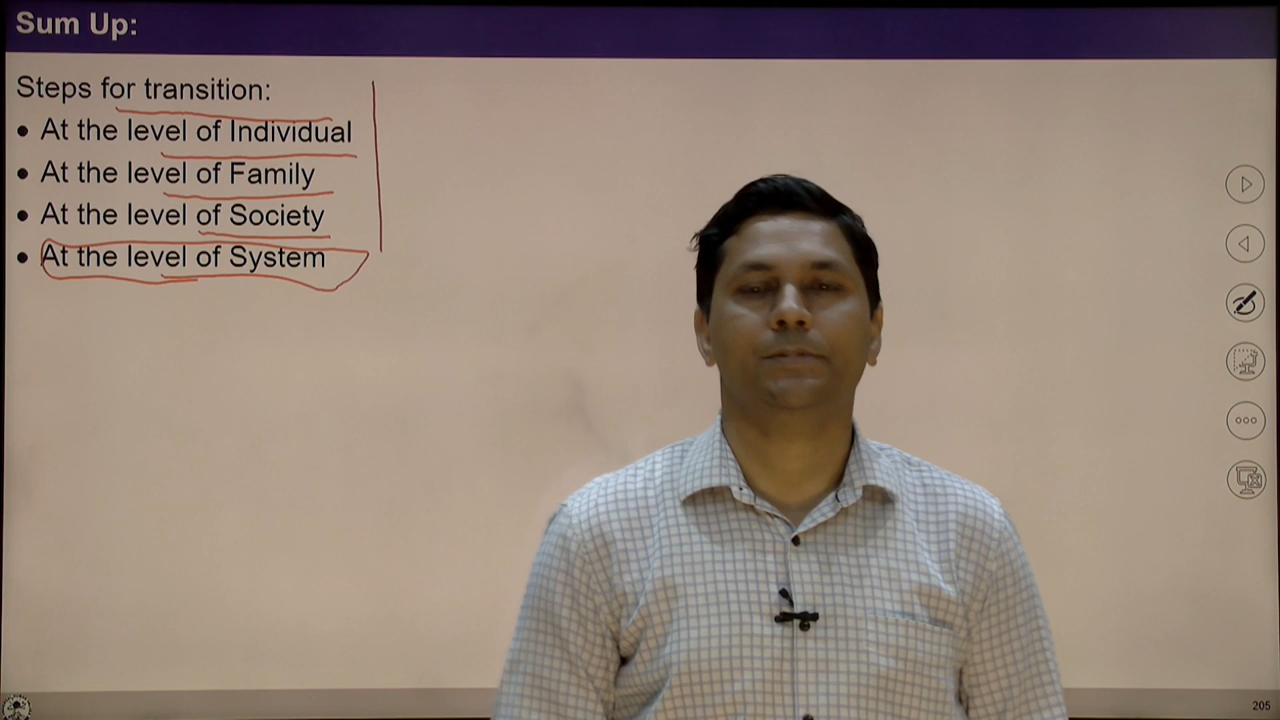 Sum Up:
Steps for transition:
• At the level of Individual
• At the level of Family
• At the level of Society
• At the level of System
205